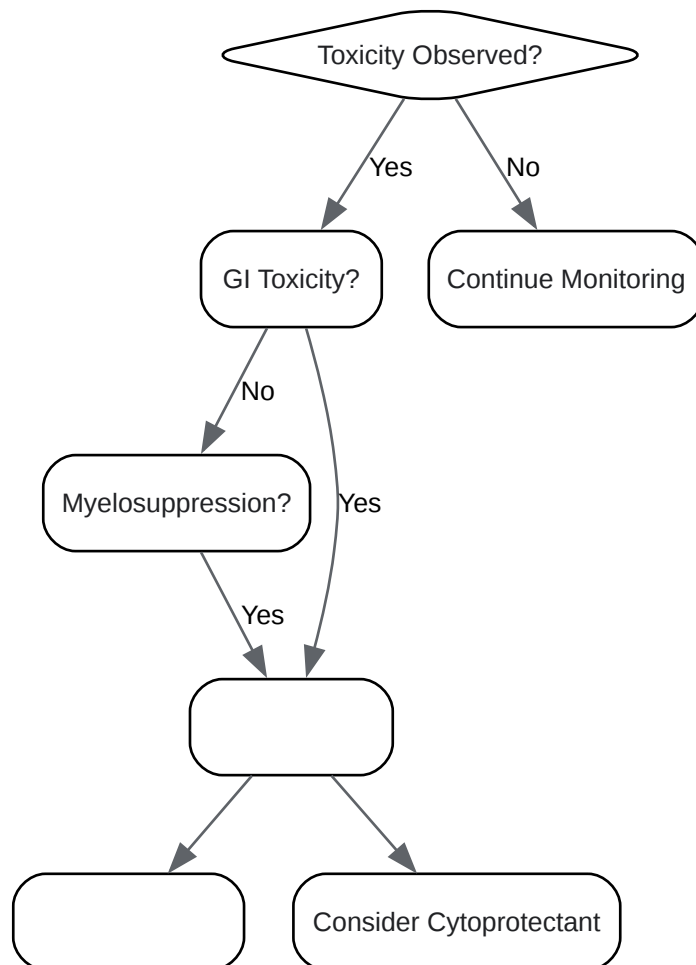 Toxicity Observed?
Yes
No
GI Toxicity?
Continue Monitoring
No
Myelosuppression?
Yes
Yes
Consider Cytoprotectant